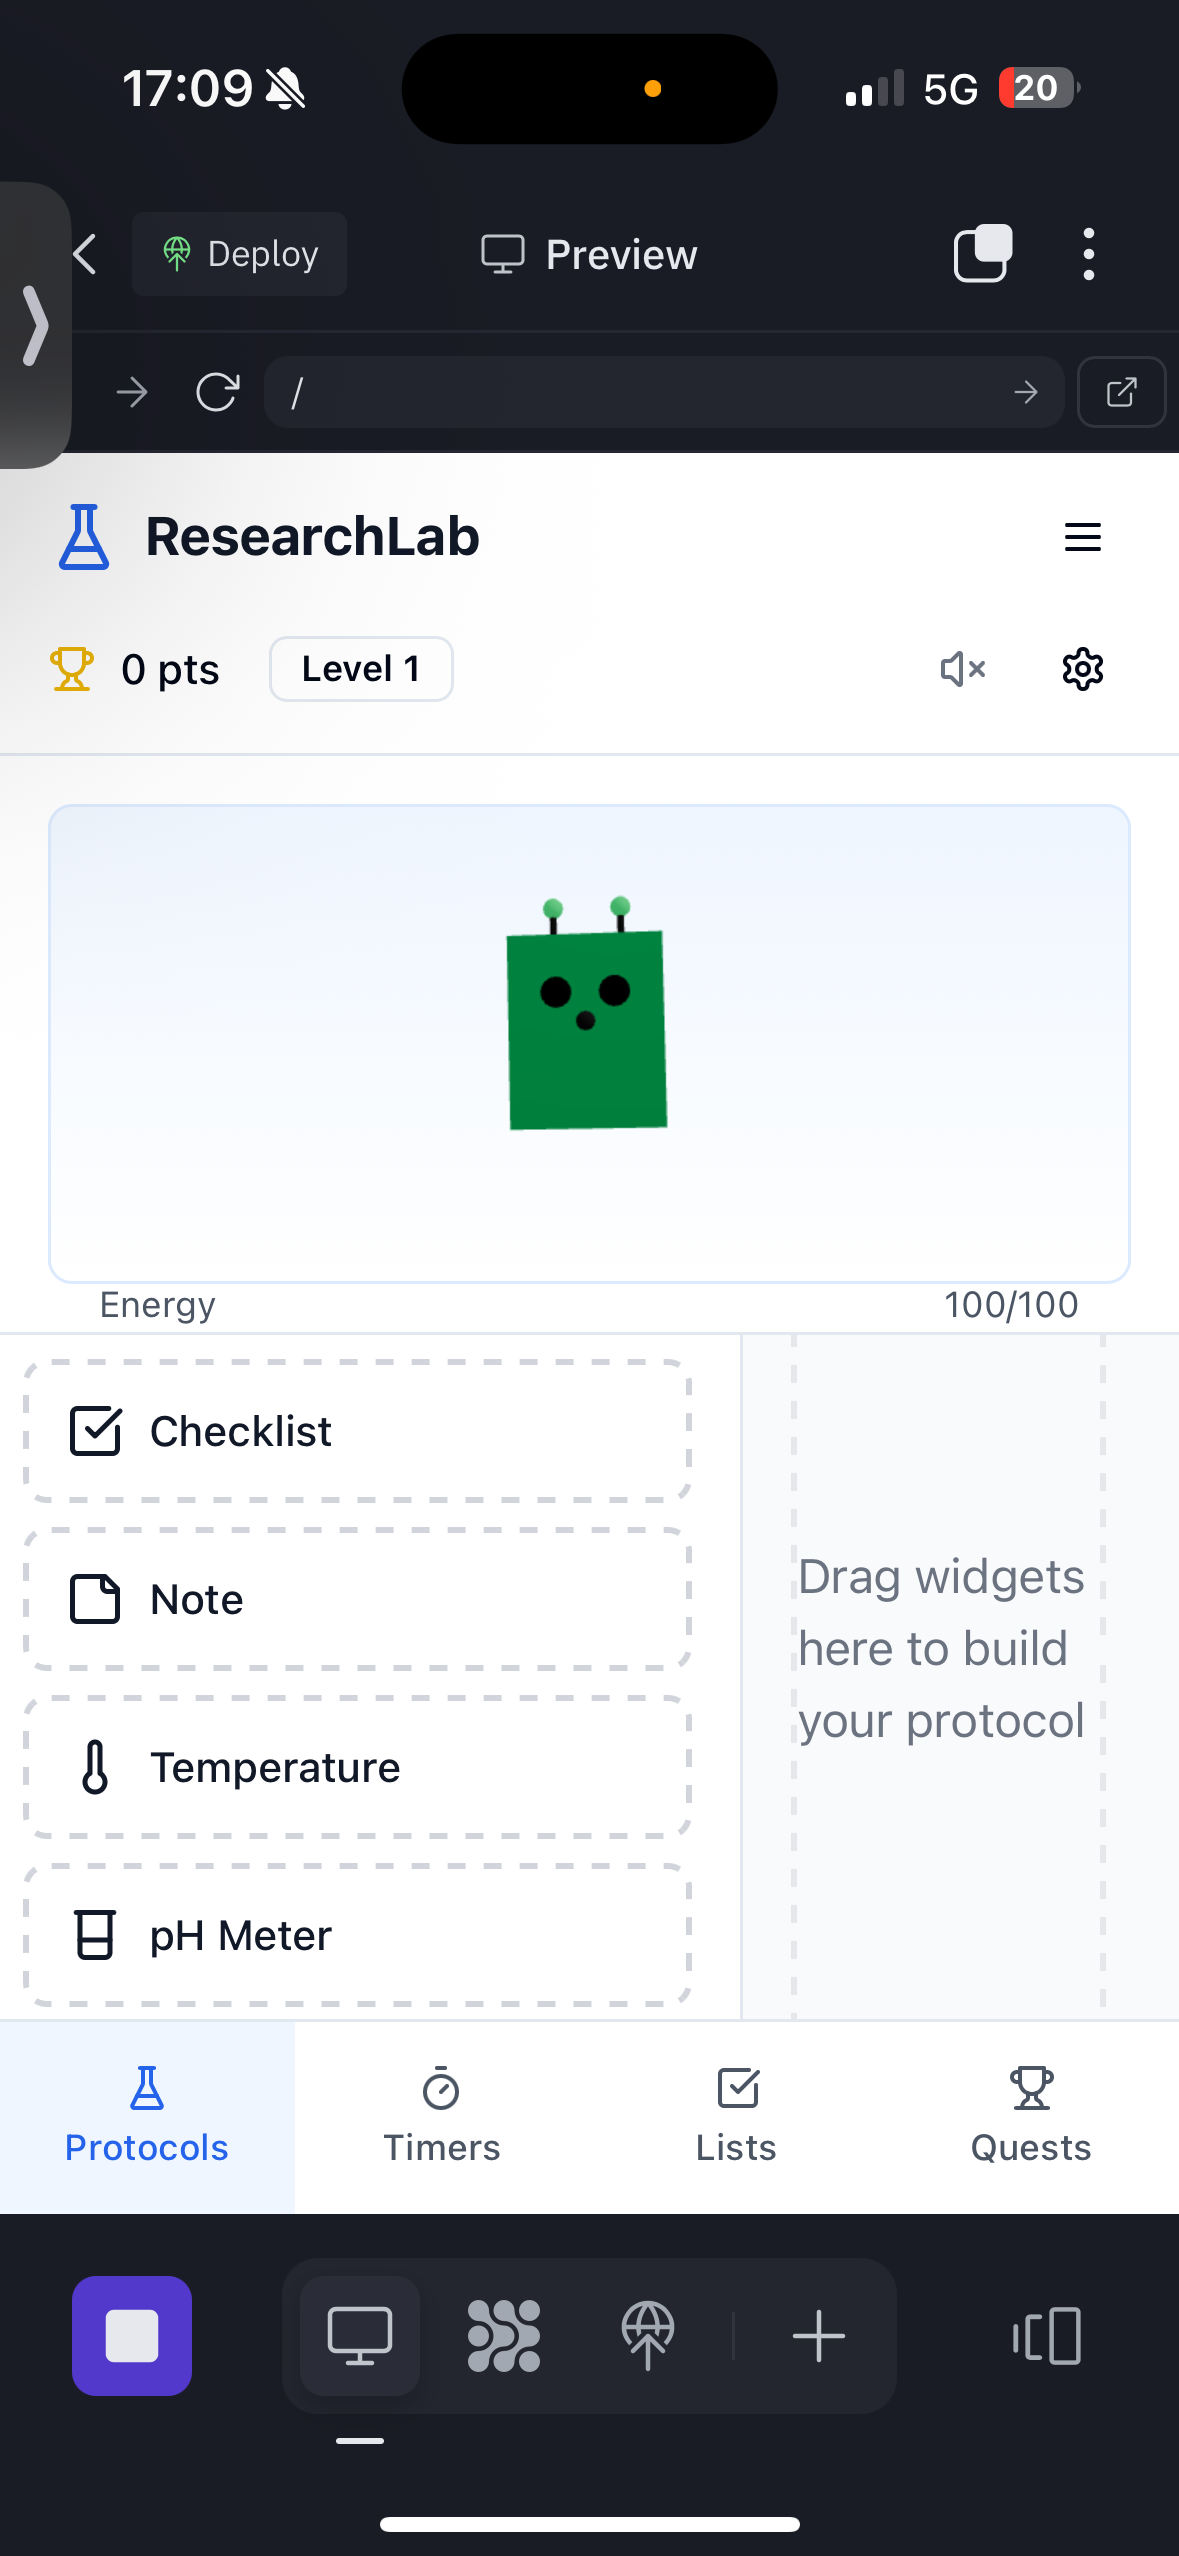 17:09
5G
20
Deploy
Preview
/
ResearchLab
0 pts
Level 1
Energy
100/100
Checklist
Note
Temperature
pH Meter
Drag widgets
here to build
your protocol
Protocols
Timers
Lists
Quests